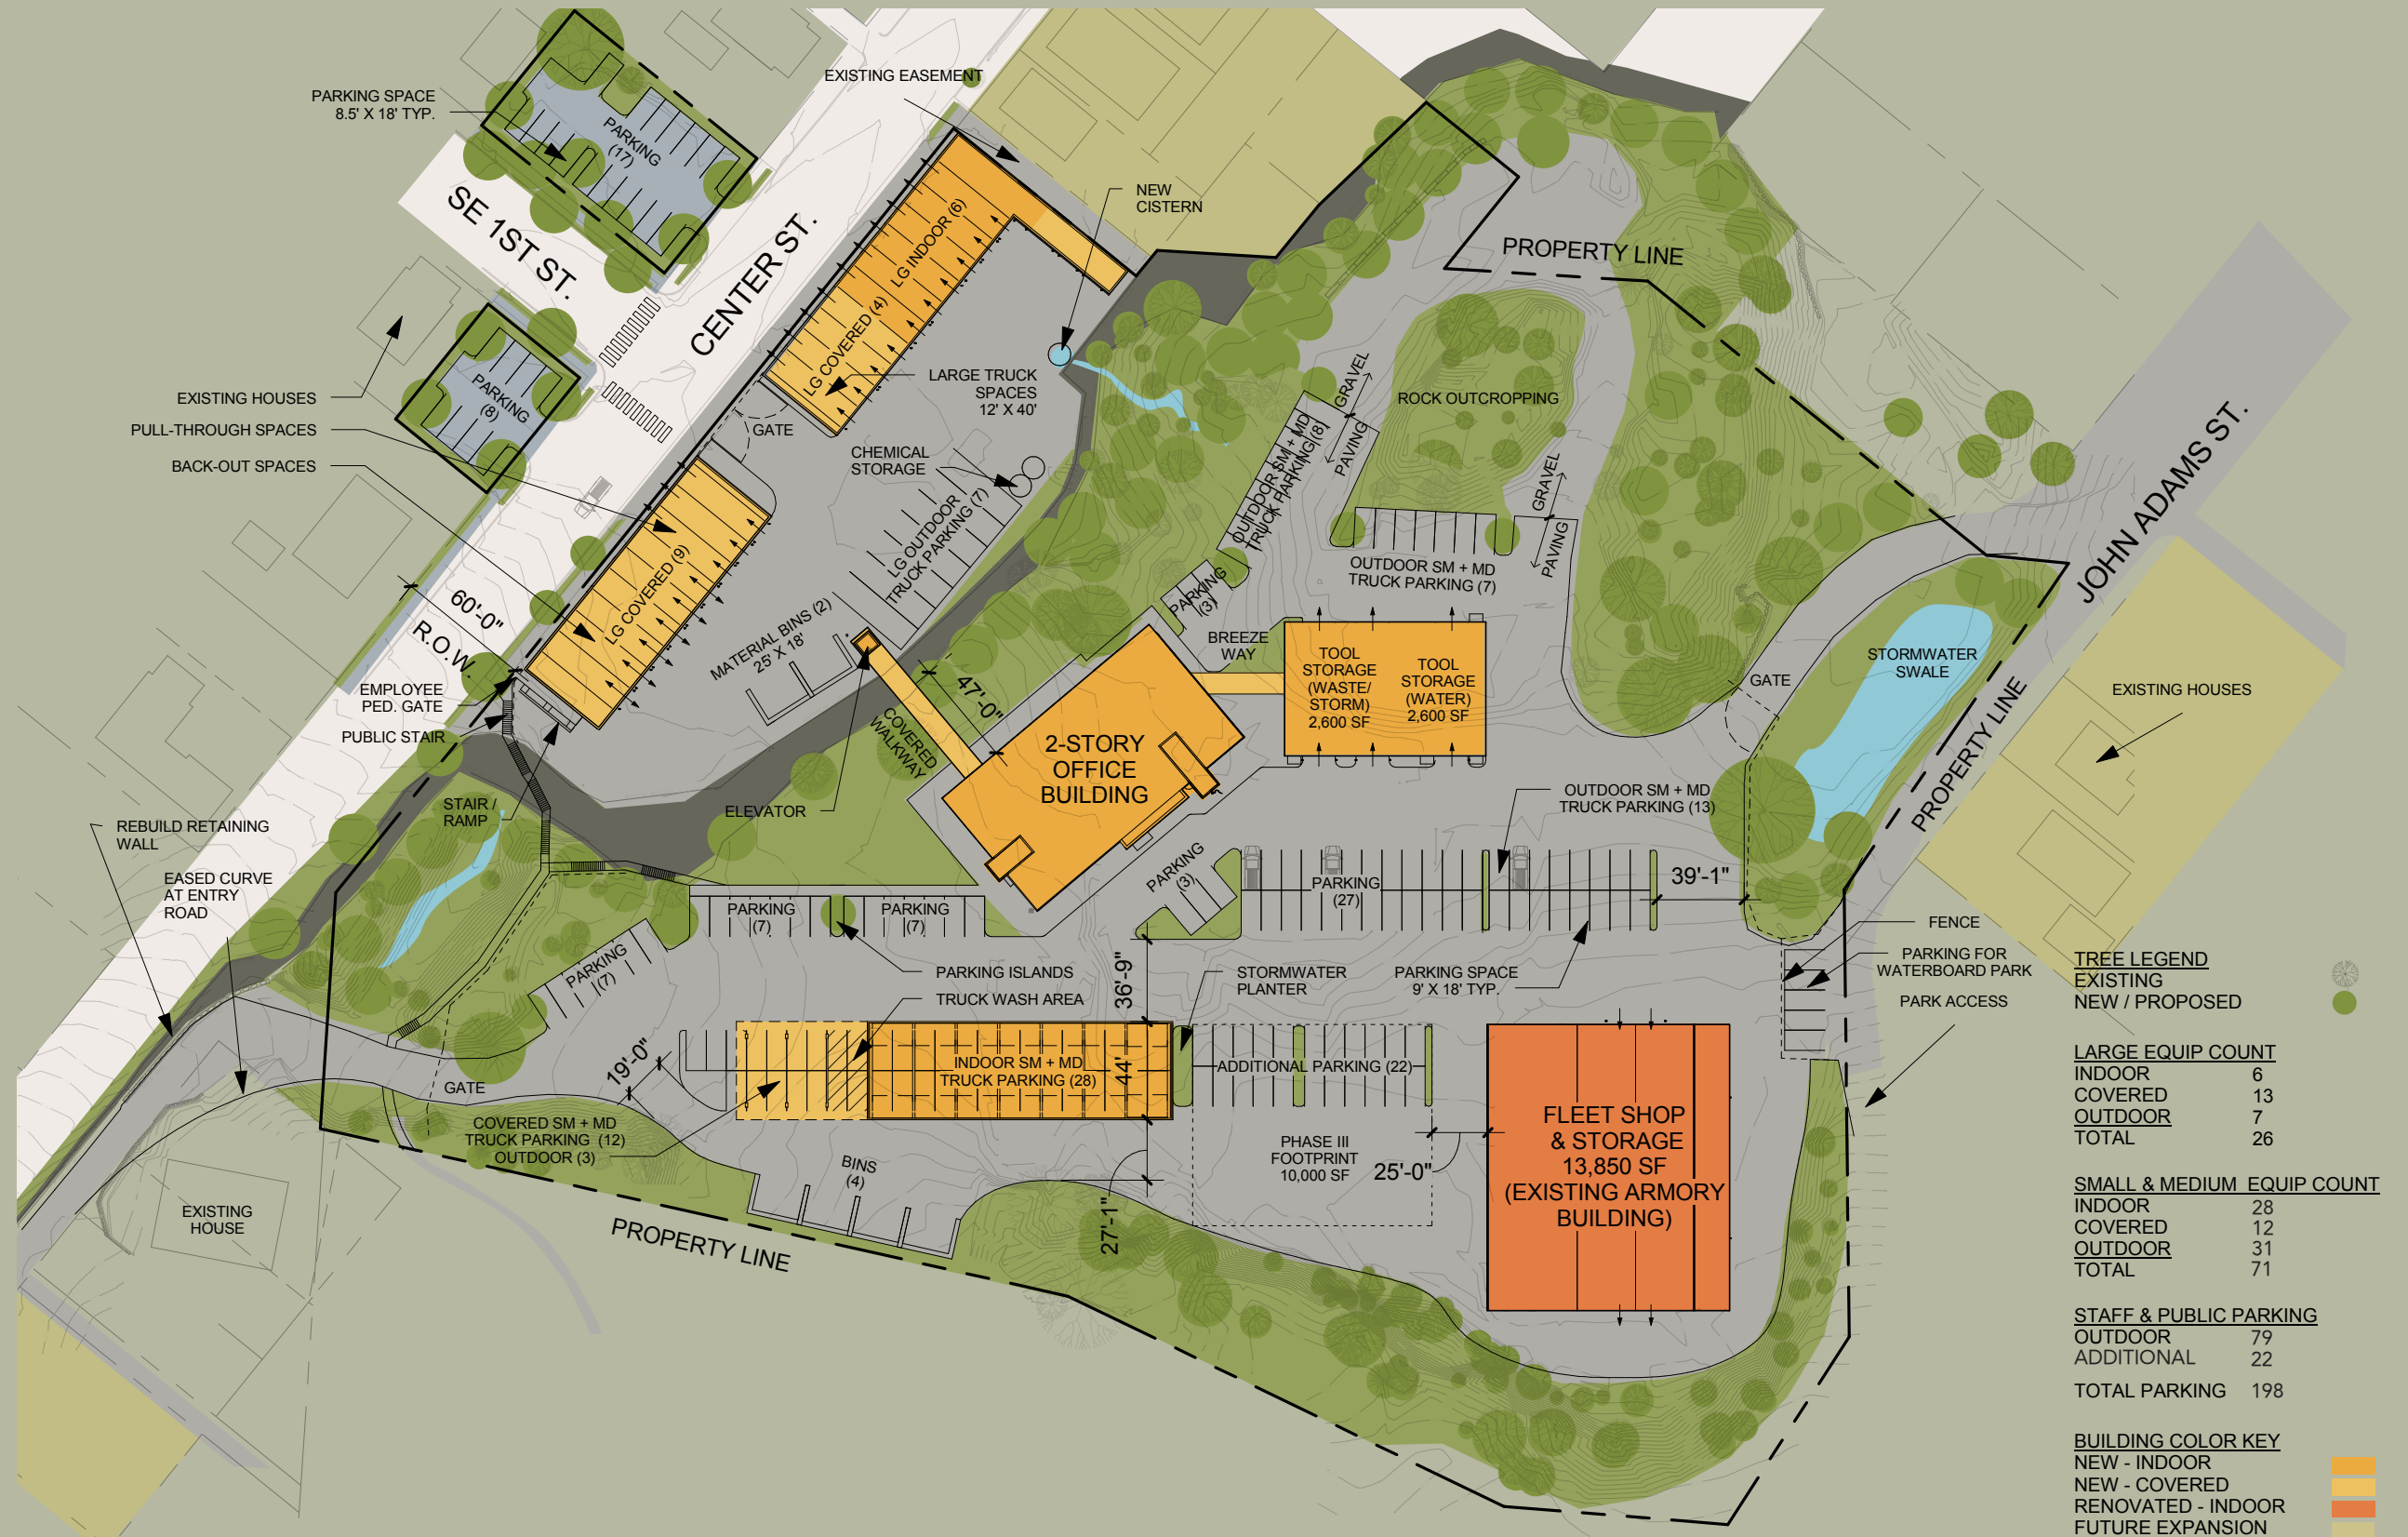 PARKING SPACE
8.5' X 18' TYP.
PARKING
(17)
EXISTING EASEMENT
SE 1ST ST.
CENTER ST.
NEW
CISTERN
LG INDOOR (6)
LG COVERED (4)
PROPERTY LINE
EXISTING HOUSES
PULL-THROUGH SPACES
BACK-OUT SPACES
PARKING
(8)
GATE
LARGE TRUCK
SPACES
12' X 40'
CHEMICAL
STORAGE
LG OUTDOOR
TRUCK PARKING (7)
LG COVERED (9)
MATERIAL BINS (2)
25' X 18'
GRAVEL
PAVING
ROCK OUTCROPPING
OUTDOOR SM + MD
TRUCK PARKING (8)
GRAVEL
PAVING
OUTDOOR SM + MD
TRUCK PARKING (7)
JOHN ADAMS ST.
60'-0"
R.O.W.
EMPLOYEE
PED. GATE
PUBLIC STAIR
PARKING
(3)
BREEZE
WAY
TOOL
STORAGE
(WASTE/
STORM)
2,600 SF
TOOL
STORAGE
(WATER)
2,600 SF
GATE
STORMWATER
SWALE
PROPERTY LINE
EXISTING HOUSES
47'-0"
COVERED
WALKWAY
2-STORY
OFFICE
BUILDING
ELEVATOR
STAIR /
RAMP
REBUILD RETAINING
WALL
EASED CURVE
AT ENTRY
ROAD
OUTDOOR SM + MD
TRUCK PARKING (13)
PARKING
(3)
PARKING
(27)
39'-1"
PARKING
(7)
PARKING
(7)
PARKING
(7)
PARKING ISLANDS
TRUCK WASH AREA
36'-9"
STORMWATER
PLANTER
PARKING SPACE
9' X 18' TYP.
FENCE
PARKING FOR
WATERBOARD PARK
PARK ACCESS
GATE
19'-0"
INDOOR SM + MD
TRUCK PARKING (28)
44'
ADDITIONAL PARKING (22)
COVERED SM + MD
TRUCK PARKING (12)
OUTDOOR (3)
BINS
(4)
27'-1"
PHASE III
FOOTPRINT
10,000 SF
25'-0"
FLEET SHOP
& STORAGE
13,850 SF
(EXISTING ARMORY
BUILDING)
EXISTING
HOUSE
PROPERTY LINE
TREE LEGEND
EXISTING
NEW / PROPOSED
LARGE EQUIP COUNT
INDOOR 6
COVERED 13
OUTDOOR 7
TOTAL 26
SMALL & MEDIUM EQUIP COUNT
INDOOR 28
COVERED 12
OUTDOOR 31
TOTAL 71
STAFF & PUBLIC PARKING
OUTDOOR 79
ADDITIONAL 22
TOTAL PARKING 198
BUILDING COLOR KEY
NEW - INDOOR
NEW - COVERED
RENOVATED - INDOOR
FUTURE EXPANSION